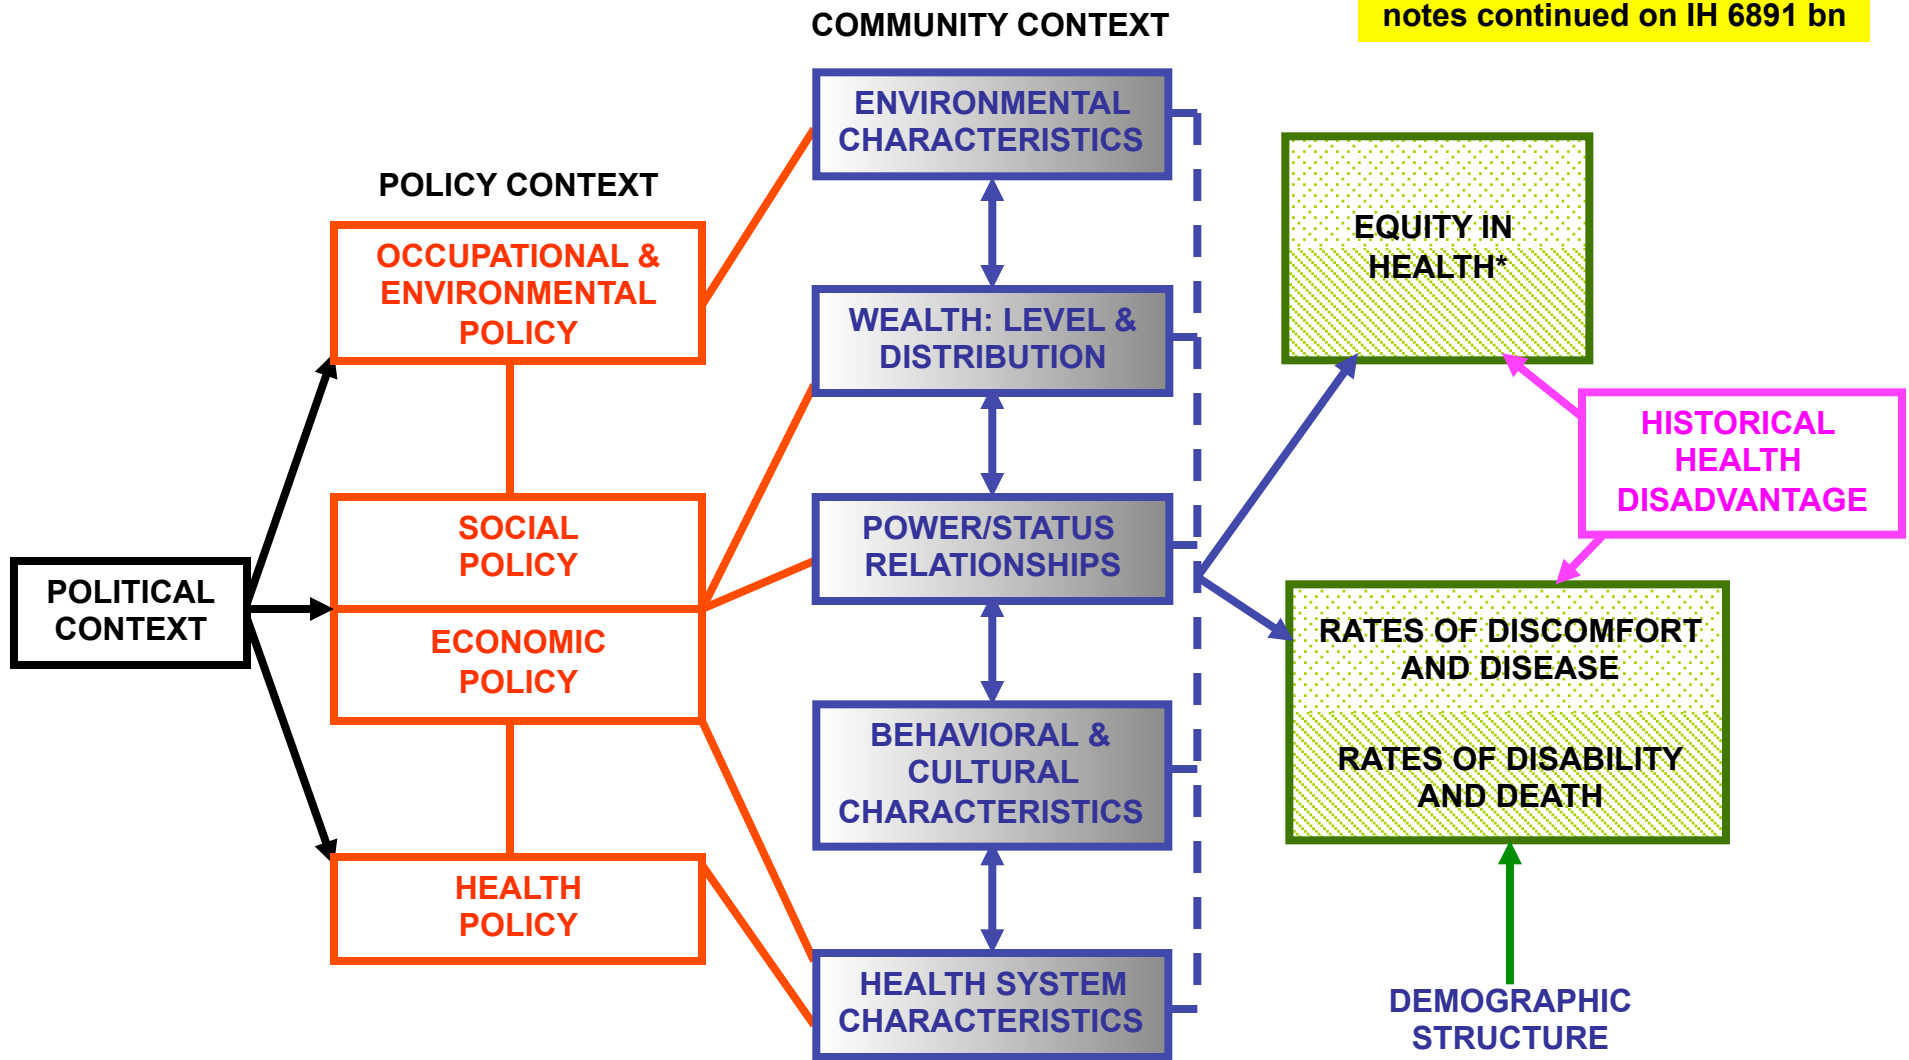 notes continued on IH 6891 bn
COMMUNITY CONTEXT
POLICY CONTEXT
POLITICAL
CONTEXT
OCCUPATIONAL &
ENVIRONMENTAL
POLICY
SOCIAL
POLICY
ECONOMIC
POLICY
HEALTH
POLICY
ENVIRONMENTAL
CHARACTERISTICS
WEALTH: LEVEL &
DISTRIBUTION
POWER/STATUS
RELATIONSHIPS
BEHAVIORAL &
CULTURAL
CHARACTERISTICS
HEALTH SYSTEM
CHARACTERISTICS
EQUITY IN
HEALTH*
HISTORICAL
HEALTH
DISADVANTAGE
RATES OF DISCOMFORT
AND DISEASE
RATES OF DISABILITY
AND DEATH
DEMOGRAPHIC
STRUCTURE